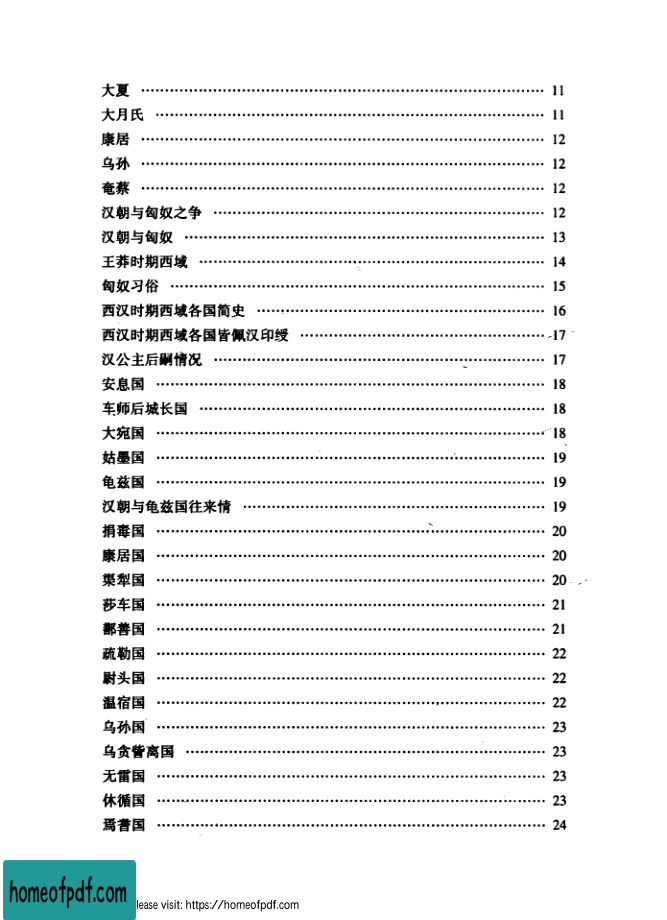 大夏 …… 11
大月氏 …… 11
康居 …… 12
乌孙 …… 12
奄蔡 …… 12
汉朝与匈奴之争 …… 12
汉朝与匈奴 …… 13
王莽时期西域 …… 14
匈奴习俗 …… 15
西汉时期西域各国简史 …… 16
西汉时期西域各国皆佩汉印绶 …… 17
汉公主后嗣情况 …… 17
安息国 …… 18
车师后城长国 …… 18
大宛国 …… 18
姑墨国 …… 19
龟兹国 …… 19
汉朝与龟兹国往来情 …… 19
捐毒国 …… 20
康居国 …… 20
渠犁国 …… 20
莎车国 …… 21
鄯善国 …… 21
疏勒国 …… 22
尉头国 …… 22
温宿国 …… 22
乌孙国 …… 23
乌贪訾离国 …… 23
无雷国 …… 23
休循国 …… 23
焉耆国 …… 24
homeofpdf.com
lease visit: https://homeofpdf.com